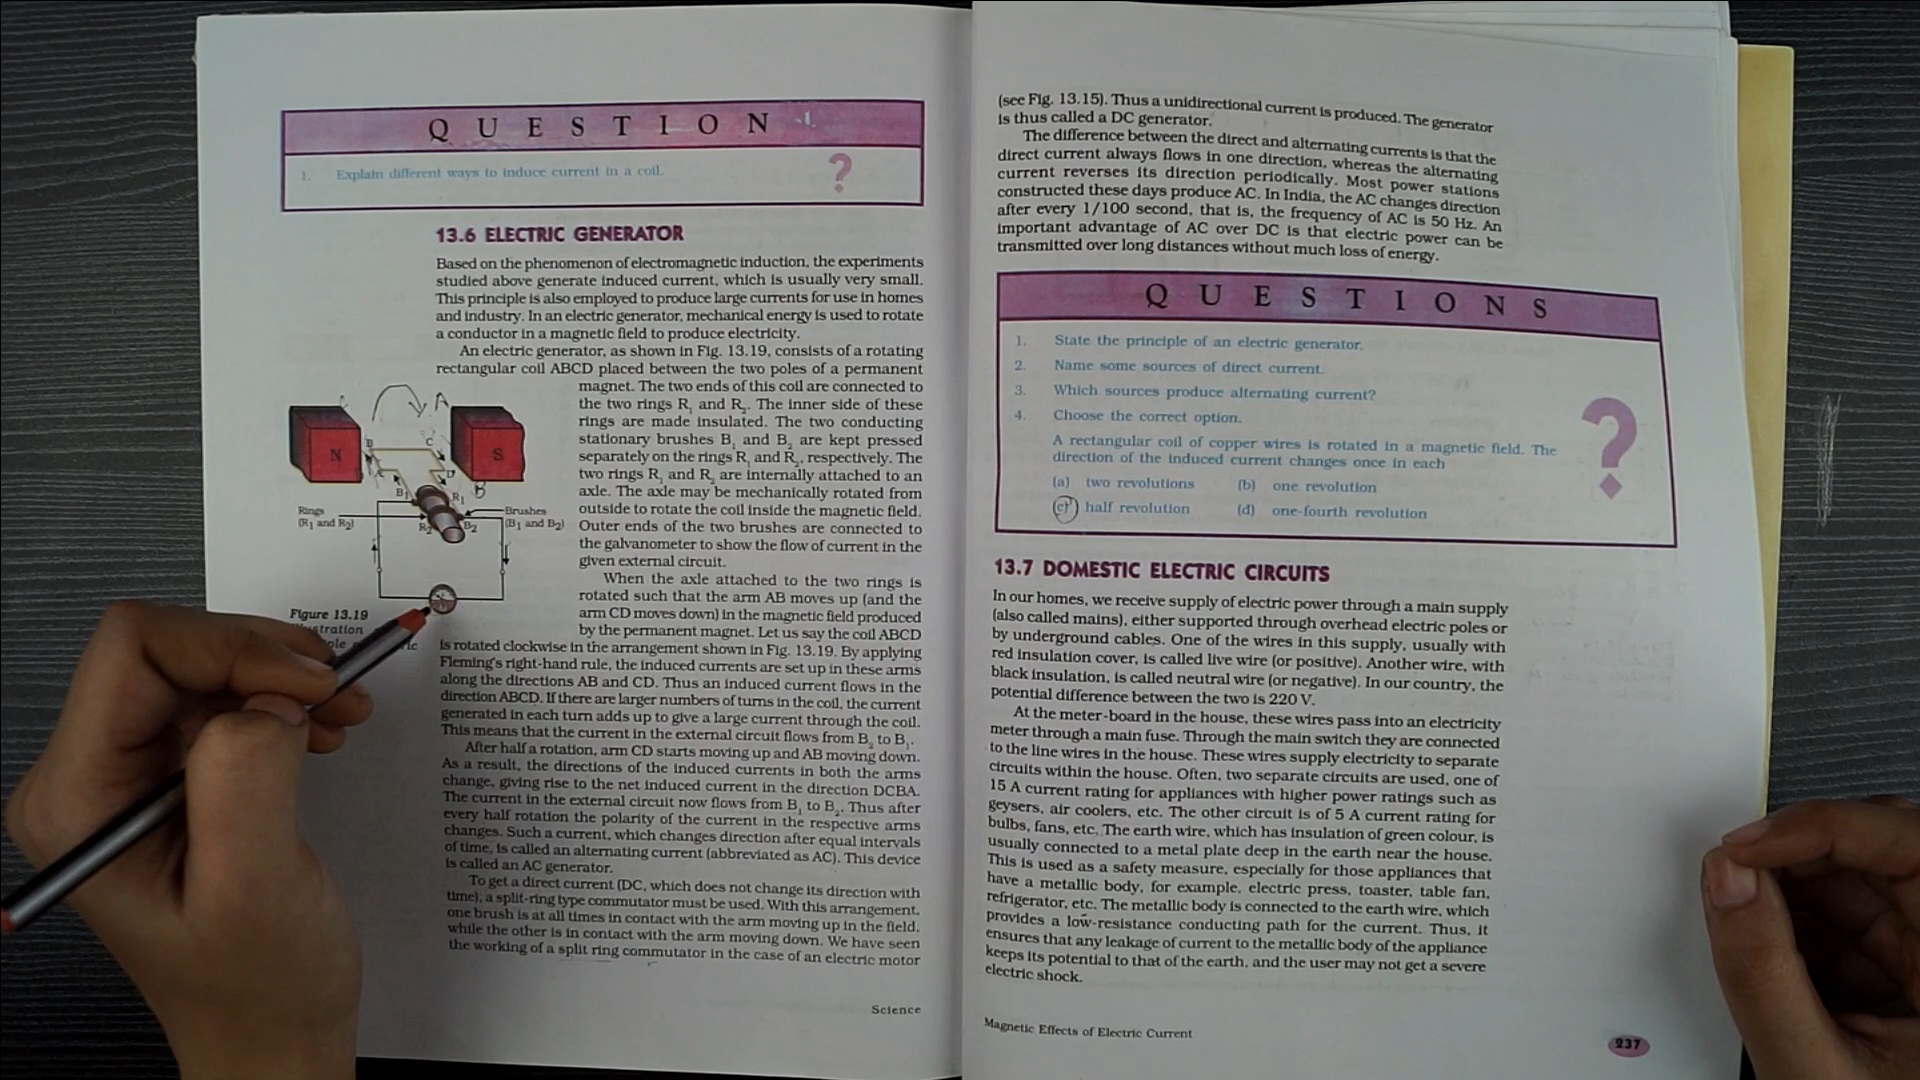 QUESTION
1. Explain different ways to induce current in a coil.
?
13.6 ELECTRIC GENERATOR
Based on the phenomenon of electromagnetic induction, the experiments
studied above generate induced current, which is usually very small.
This principle is also employed to produce large currents for use in homes
and industry. In an electric generator, mechanical energy is used to rotate
a conductor in a magnetic field to produce electricity.
An electric generator, as shown in Fig. 13.19, consists of a rotating
rectangular coil ABCD placed between the two poles of a permanent
magnet. The two ends of this coil are connected to
the two rings R1 and R2. The inner side of these
rings are made insulated. The two conducting
stationary brushes B1 and B2 are kept pressed
separately on the rings R1 and R2, respectively. The
two rings R1 and R2 are internally attached to an
axle. The axle may be mechanically rotated from
outside to rotate the coil inside the magnetic field.
Outer ends of the two brushes are connected to
the galvanometer to show the flow of current in the
given external circuit.
When the axle attached to the two rings is
rotated such that the arm AB moves up (and the
arm CD moves down) in the magnetic field produced
by the permanent magnet. Let us say the coil ABCD
is rotated clockwise in the arrangement shown in Fig. 13.19. By applying
Fleming's right-hand rule, the induced currents are set up in these arms
along the directions AB and CD. Thus an induced current flows in the
direction ABCD. If there are larger numbers of turns in the coil, the current
generated in each turn adds up to give a large current through the coil.
This means that the current in the external circuit flows from B2 to B1.
After half a rotation, arm CD starts moving up and AB moving down.
As a result, the directions of the induced currents in both the arms
change, giving rise to the net induced current in the direction DCBA.
The current in the external circuit now flows from B1 to B2. Thus after
every half rotation the polarity of the current in the respective arms
changes. Such a current, which changes direction after equal intervals
of time, is called an alternating current (abbreviated as AC). This device
is called an AC generator.
To get a direct current (DC, which does not change its direction with
time), a split-ring type commutator must be used. With this arrangement,
one brush is at all times in contact with the arm moving up in the field,
while the other is in contact with the arm moving down. We have seen
the working of a split ring commutator in the case of an electric motor
A
N
B
C
S
D
B
B1
R1
Rings
(R1 and R2)
R2
B2
Brushes
(B1 and B2)
Figure 13.19
Science
(see Fig. 13.15). Thus a unidirectional current is produced. The generator
is thus called a DC generator.
The difference between the direct and alternating currents is that the
direct current always flows in one direction, whereas the alternating
current reverses its direction periodically. Most power stations
constructed these days produce AC. In India, the AC changes direction
after every 1/100 second, that is, the frequency of AC is 50 Hz. An
important advantage of AC over DC is that electric power can be
transmitted over long distances without much loss of energy.
QUESTIONS
1. State the principle of an electric generator.
2. Name some sources of direct current.
3. Which sources produce alternating current?
4. Choose the correct option.
A rectangular coil of copper wires is rotated in a magnetic field. The
direction of the induced current changes once in each
(a) two revolutions (b) one revolution
(c) half revolution (d) one-fourth revolution
?
13.7 DOMESTIC ELECTRIC CIRCUITS
In our homes, we receive supply of electric power through a main supply
(also called mains), either supported through overhead electric poles or
by underground cables. One of the wires in this supply, usually with
red insulation cover, is called live wire (or positive). Another wire, with
black insulation, is called neutral wire (or negative). In our country, the
potential difference between the two is 220 V.
At the meter-board in the house, these wires pass into an electricity
meter through a main fuse. Through the main switch they are connected
to the line wires in the house. These wires supply electricity to separate
circuits within the house. Often, two separate circuits are used, one of
15 A current rating for appliances with higher power ratings such as
geysers, air coolers, etc. The other circuit is of 5 A current rating for
bulbs, fans, etc. The earth wire, which has insulation of green colour, is
usually connected to a metal plate deep in the earth near the house.
This is used as a safety measure, especially for those appliances that
have a metallic body, for example, electric press, toaster, table fan,
refrigerator, etc. The metallic body is connected to the earth wire, which
provides a low-resistance conducting path for the current. Thus, it
ensures that any leakage of current to the metallic body of the appliance
keeps its potential to that of the earth, and the user may not get a severe
electric shock.
Magnetic Effects of Electric Current
237